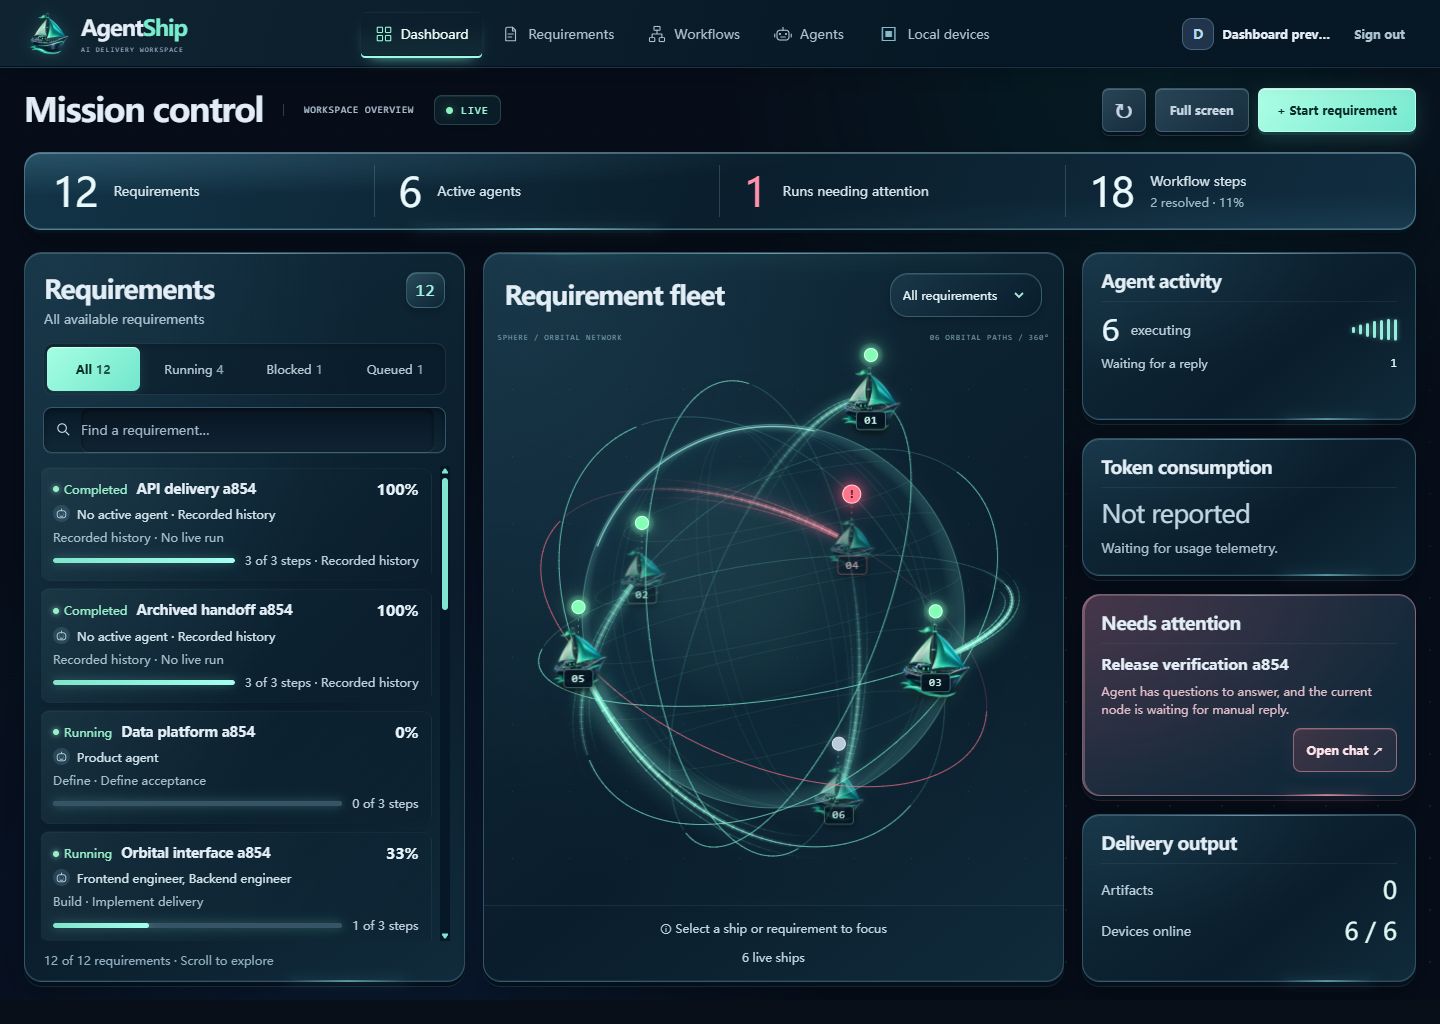 AgentShip
AI DELIVERY WORKSPACE
Dashboard
Requirements
Workflows
Agents
Local devices
D
Dashboard prev...
Sign out
Mission control
WORKSPACE OVERVIEW
LIVE
Full screen
+ Start requirement
12 Requirements
6 Active agents
1 Runs needing attention
18 Workflow steps
2 resolved · 11%
Requirements
12
All available requirements
All 12
Running 4
Blocked 1
Queued 1
Find a requirement...
Completed API delivery a854 100%
No active agent · Recorded history
Recorded history · No live run
3 of 3 steps · Recorded history
Completed Archived handoff a854 100%
No active agent · Recorded history
Recorded history · No live run
3 of 3 steps · Recorded history
Running Data platform a854 0%
Product agent
Define · Define acceptance
0 of 3 steps
Running Orbital interface a854 33%
Frontend engineer, Backend engineer
Build · Implement delivery
1 of 3 steps
12 of 12 requirements · Scroll to explore
Requirement fleet
All requirements
SPHERE / ORBITAL NETWORK
06 ORBITAL PATHS / 360°
01
!
04
02
05
03
06
Select a ship or requirement to focus
6 live ships
Agent activity
6 executing
Waiting for a reply 1
Token consumption
Not reported
Waiting for usage telemetry.
Needs attention
Release verification a854
Agent has questions to answer, and the current
node is waiting for manual reply.
Open chat ↗
Delivery output
Artifacts 0
Devices online 6 / 6